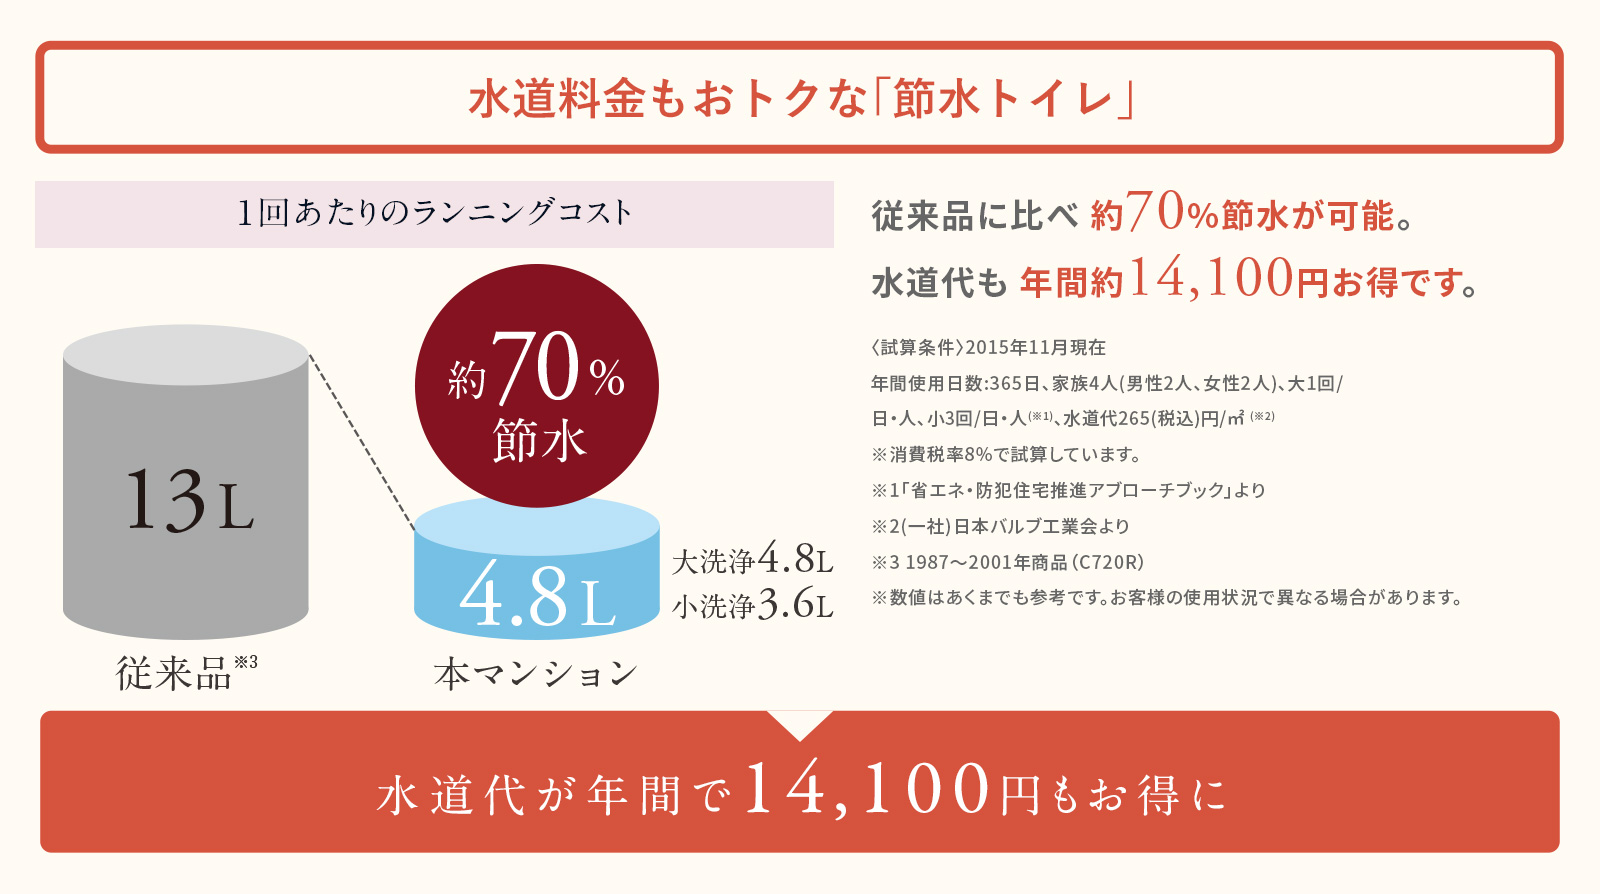 水道料金もおトクな「節水トイレ」
1回あたりのランニングコスト
約70%
節水
13L
4.8L
大洗浄4.8L
小洗浄3.6L
従来品※3
本マンション
従来品に比べ 約70%節水が可能。
水道代も 年間約14,100円お得です。
〈試算条件〉2015年11月現在
年間使用日数:365日、家族4人(男性2人、女性2人)、大1回/
日・人、小3回/日・人(※1)、水道代265(税込)円/㎥ (※2)
※消費税率8%で試算しています。
※1「省エネ・防犯住宅推進アプローチブック」より
※2(一社)日本バルブ工業会より
※3 1987〜2001年商品（C720R）
※数値はあくまでも参考です。お客様の使用状況で異なる場合があります。
水道代が年間で14,100円もお得に